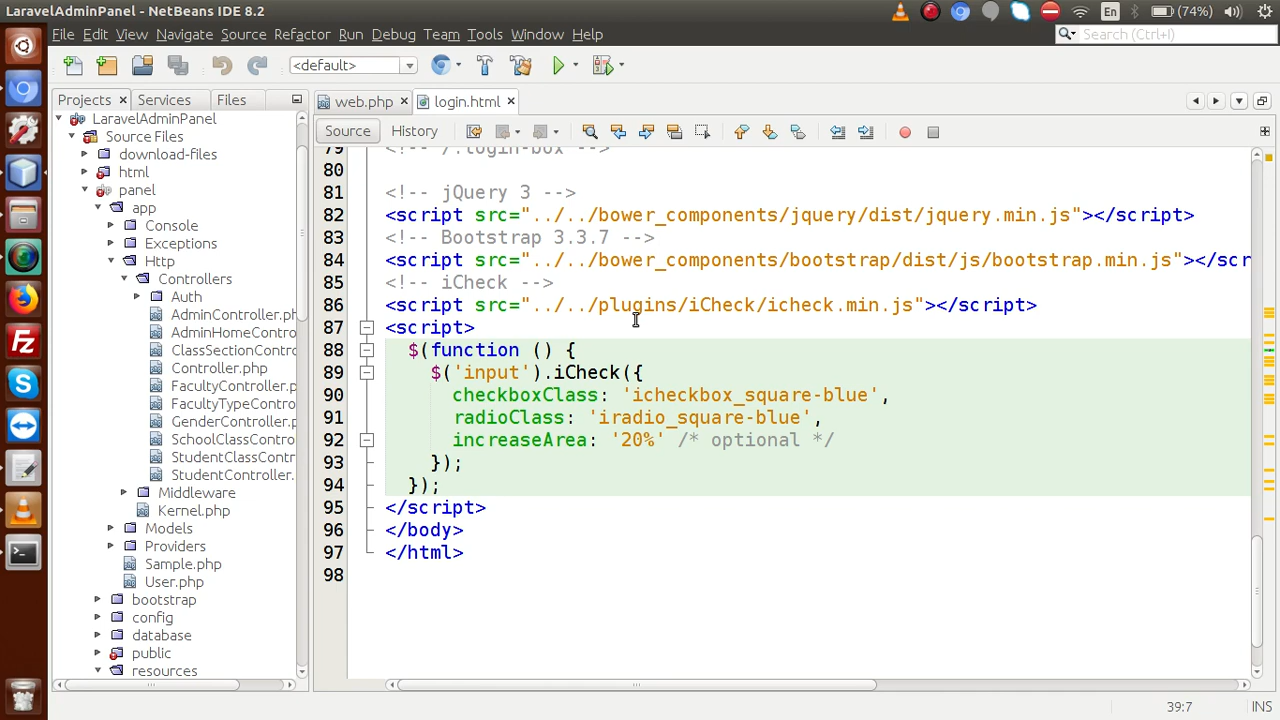 LaravelAdminPanel - NetBeans IDE 8.2
En
(74%)
File Edit View Navigate Source Refactor Run Debug Team Tools Window Help
Search (Ctrl+I)
<default>
Projects Services Files
web.php login.html
Source History
LaravelAdminPanel
Source Files
download-files
html
panel
app
Console
Exceptions
Http
Controllers
Auth
AdminController.ph
AdminHomeContro
ClassSectionContro
Controller.php
FacultyController.p
FacultyTypeContro
GenderController.p
SchoolClassContro
StudentClassContr
StudentController.
Middleware
Kernel.php
Models
Providers
Sample.php
User.php
bootstrap
config
database
public
resources
79 <!-- /.login-box -->
80
81 <!-- jQuery 3 -->
82 <script src="../../bower_components/jquery/dist/jquery.min.js"></script>
83 <!-- Bootstrap 3.3.7 -->
84 <script src="../../bower_components/bootstrap/dist/js/bootstrap.min.js"></scr
85 <!-- iCheck -->
86 <script src="../../plugins/iCheck/icheck.min.js"></script>
87 <script>
88 $(function () {
89 $('input').iCheck({
90 checkboxClass: 'icheckbox_square-blue',
91 radioClass: 'iradio_square-blue',
92 increaseArea: '20%' /* optional */
93 });
94 });
95 </script>
96 </body>
97 </html>
98
39:7 INS